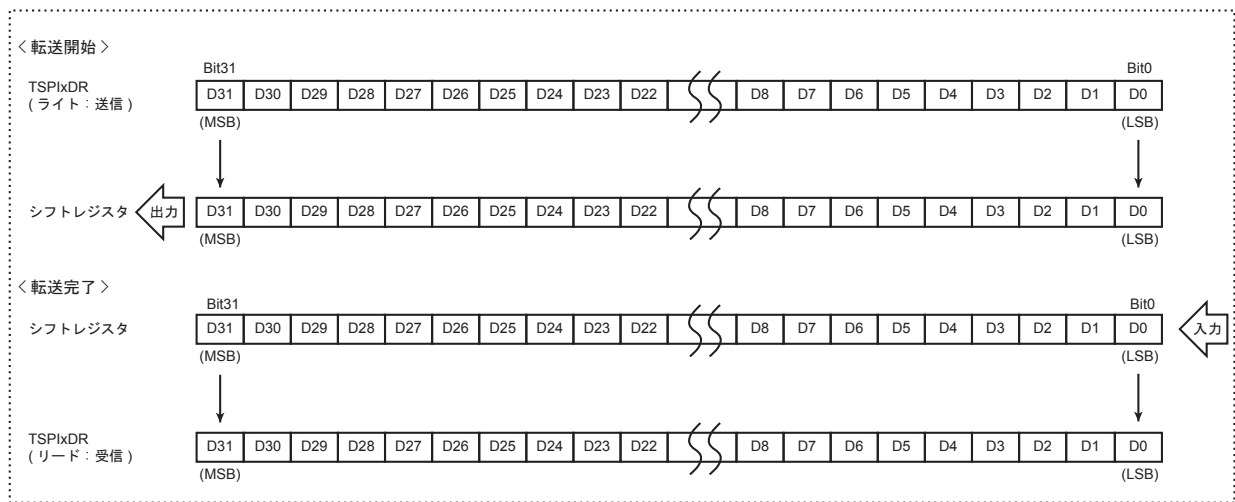 〈 転送開始 〉
Bit31 Bit0
TSPIxDR
( ライト：送信 )
D31 D30 D29 D28 D27 D26 D25 D24 D23 D22 D8 D7 D6 D5 D4 D3 D2 D1 D0
(MSB) (LSB)
シフトレジスタ 出力 D31 D30 D29 D28 D27 D26 D25 D24 D23 D22 D8 D7 D6 D5 D4 D3 D2 D1 D0
(MSB) (LSB)
〈 転送完了 〉
Bit31 Bit0
シフトレジスタ D31 D30 D29 D28 D27 D26 D25 D24 D23 D22 D8 D7 D6 D5 D4 D3 D2 D1 D0 入力
(MSB) (LSB)
TSPIxDR
( リード：受信 )
D31 D30 D29 D28 D27 D26 D25 D24 D23 D22 D8 D7 D6 D5 D4 D3 D2 D1 D0
(MSB) (LSB)